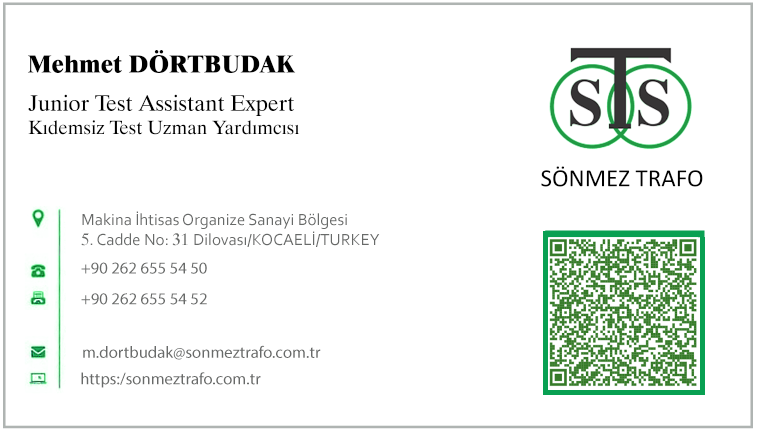 Mehmet DÖRTBUDAK
Junior Test Assistant Expert
Kıdemsiz Test Uzman Yardımcısı
STS
SÖNMEZ TRAFO
Makina İhtisas Organize Sanayi Bölgesi
5. Cadde No: 31 Dilovası/KOCAELİ/TURKEY
+90 262 655 54 50
+90 262 655 54 52
m.dortbudak@sonmeztrafo.com.tr
https:/sonmeztrafo.com.tr